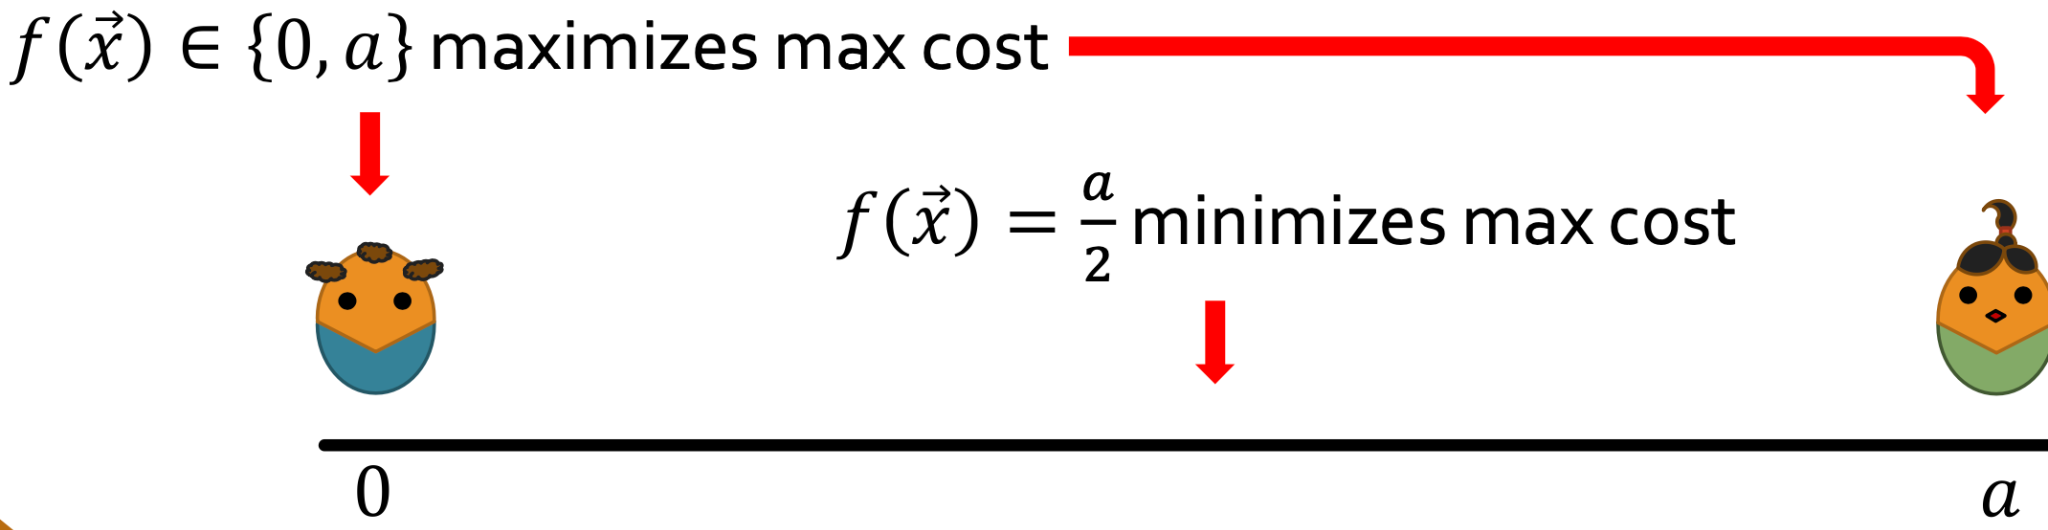 f(x⃗) ∈ {0, a} maximizes max cost
f(x⃗) = a/2 minimizes max cost
0
a